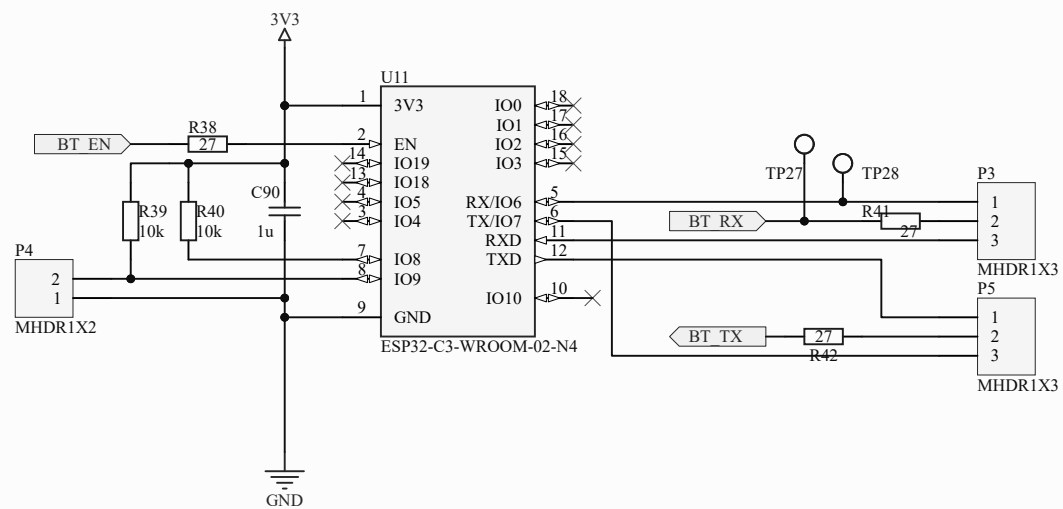 3V3
U11
1 3V3 IO0 18
IO1 17
BT_EN R38 27 2 EN IO2 16
14 IO19 IO3 15
13 IO18
TP27 TP28 P3
R39 10k R40 10k C90 1u 4 IO5 RX/IO6 5 1
3 IO4 TX/IO7 6 BT_RX R41 27 2
RXD 11 3
P4 7 IO8 TXD 12 MHDR1X3
2 8 IO9
1 IO10 10 P5
MHDR1X2 9 GND 1
ESP32-C3-WROOM-02-N4 BT_TX 27 2
R42 3
MHDR1X3
GND